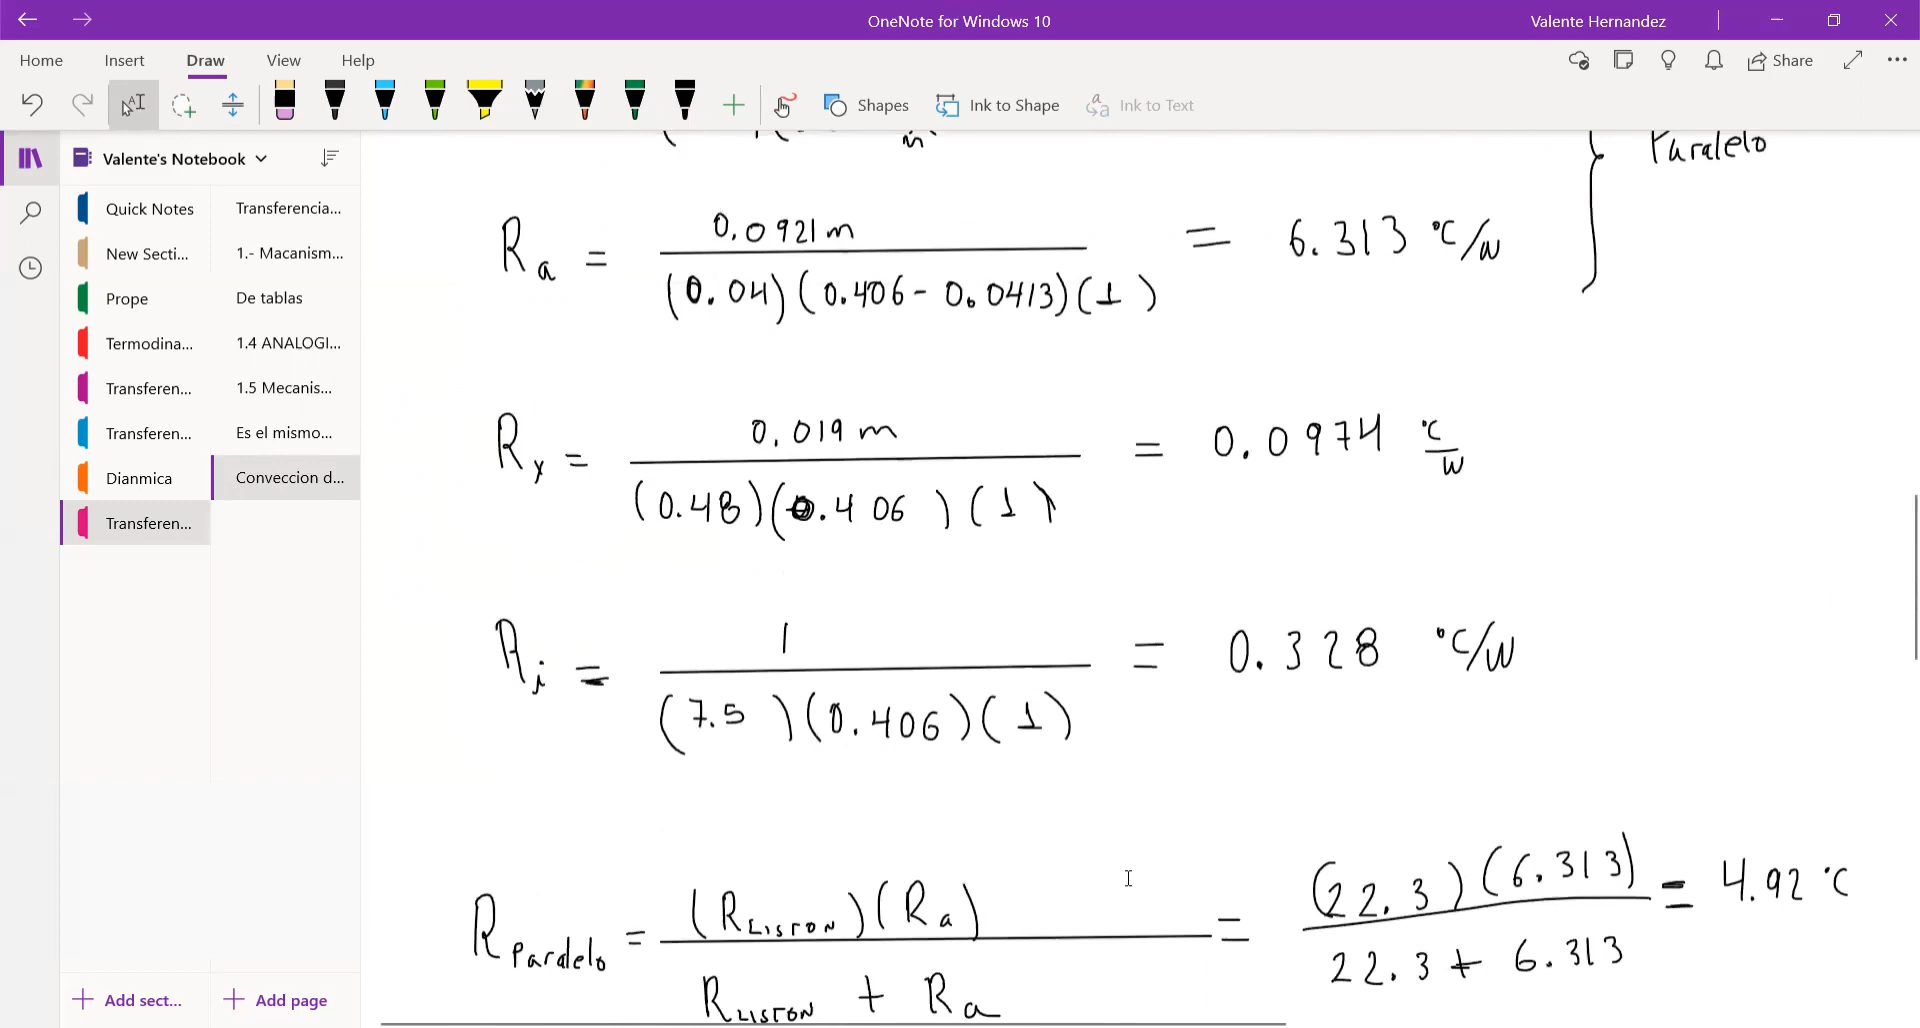 OneNote for Windows 10
Valente Hernandez
Home Insert Draw View Help
Share
Shapes
Ink to Shape
Ink to Text
Valente's Notebook
Quick Notes
New Secti...
Prope
Termodina...
Transferen...
Transferen...
Dianmica
Transferen...
Add sect...
Transferencia...
1.- Macanism...
De tablas
1.4 ANALOGI...
1.5 Mecanis...
Es el mismo...
Conveccion d...
Add page
Paralelo
Ra = 0.0921 m / (0.04)(0.406 - 0.0413)(1) = 6.313 °C/W
Rx = 0.019 m / (0.48)(0.406)(1) = 0.0974 °C/W
Ri = 1 / (7.5)(0.406)(1) = 0.328 °C/W
RParalelo = (RListon)(Ra) / RListon + Ra = (22.3)(6.313) / 22.3 + 6.313 = 4.92 °C